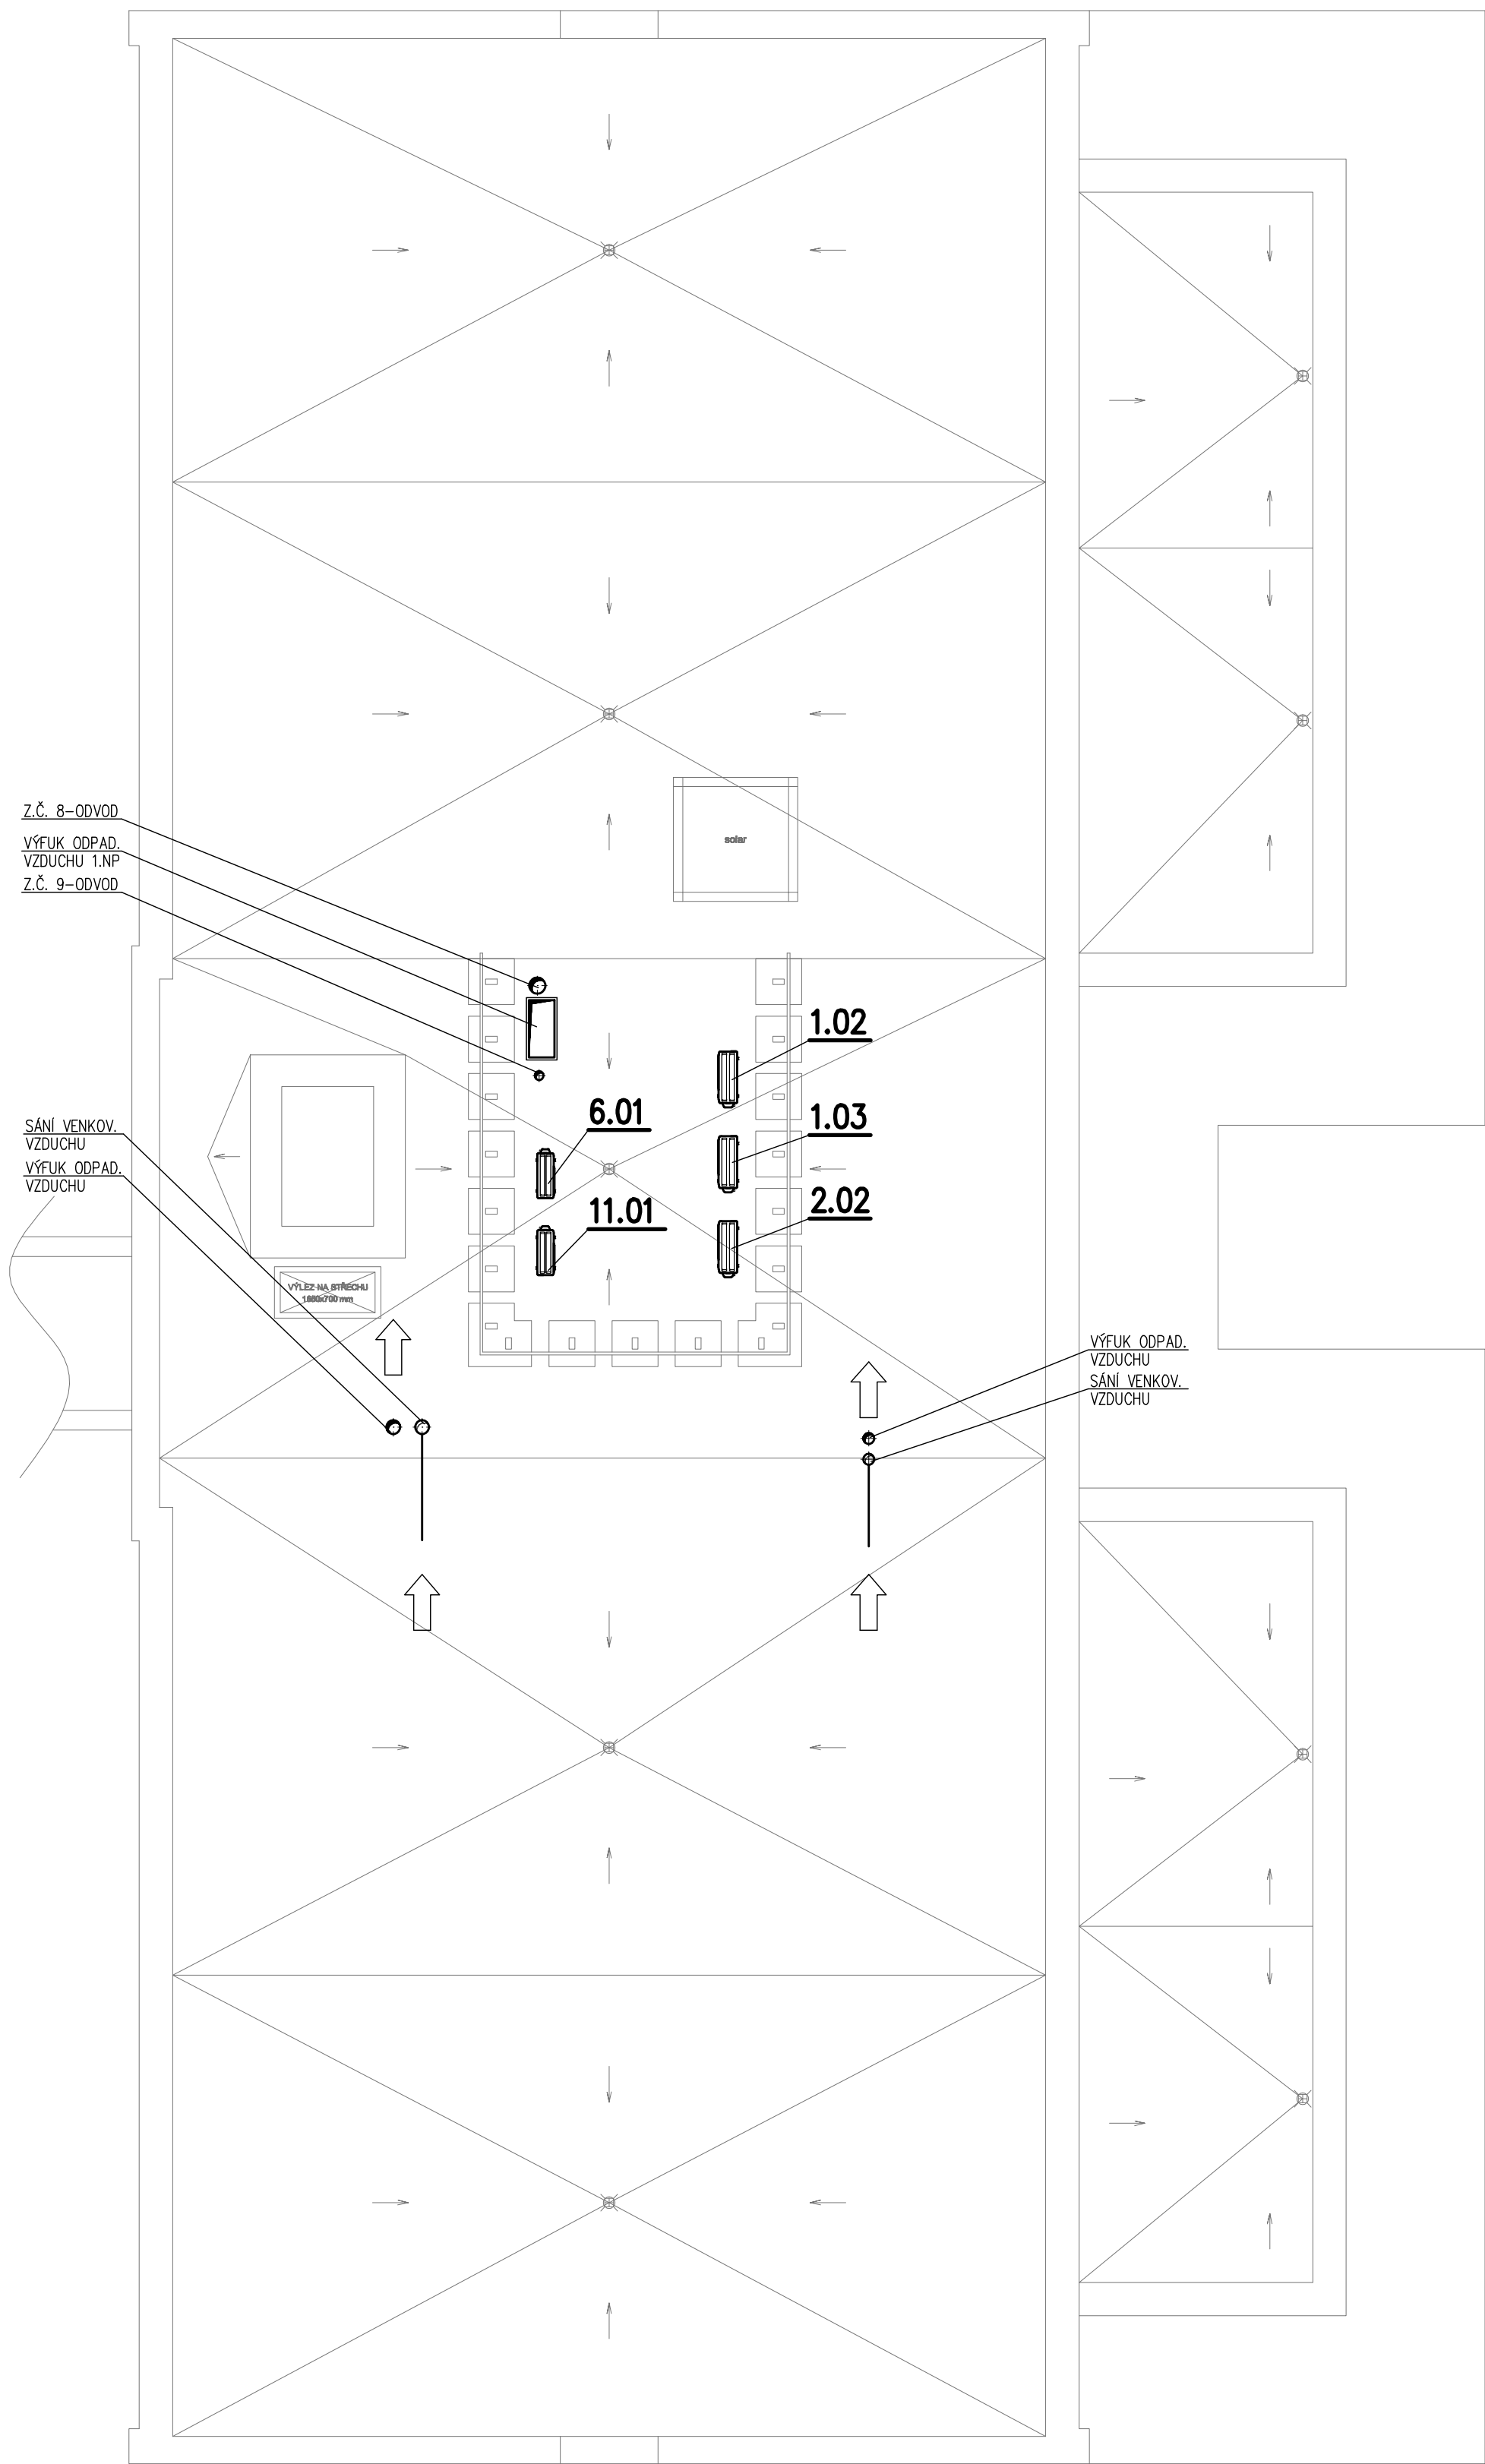 solar
Z.Č. 8-ODVOD
VÝFUK ODPAD.
VZDUCHU 1.NP
Z.Č. 9-ODVOD
1.02
6.01
1.03
SÁNÍ VENKOV.
VZDUCHU
VÝFUK ODPAD.
VZDUCHU
11.01
2.02
VÝLEZ NA STŘECHU
VÝFUK ODPAD.
VZDUCHU
SÁNÍ VENKOV.
VZDUCHU